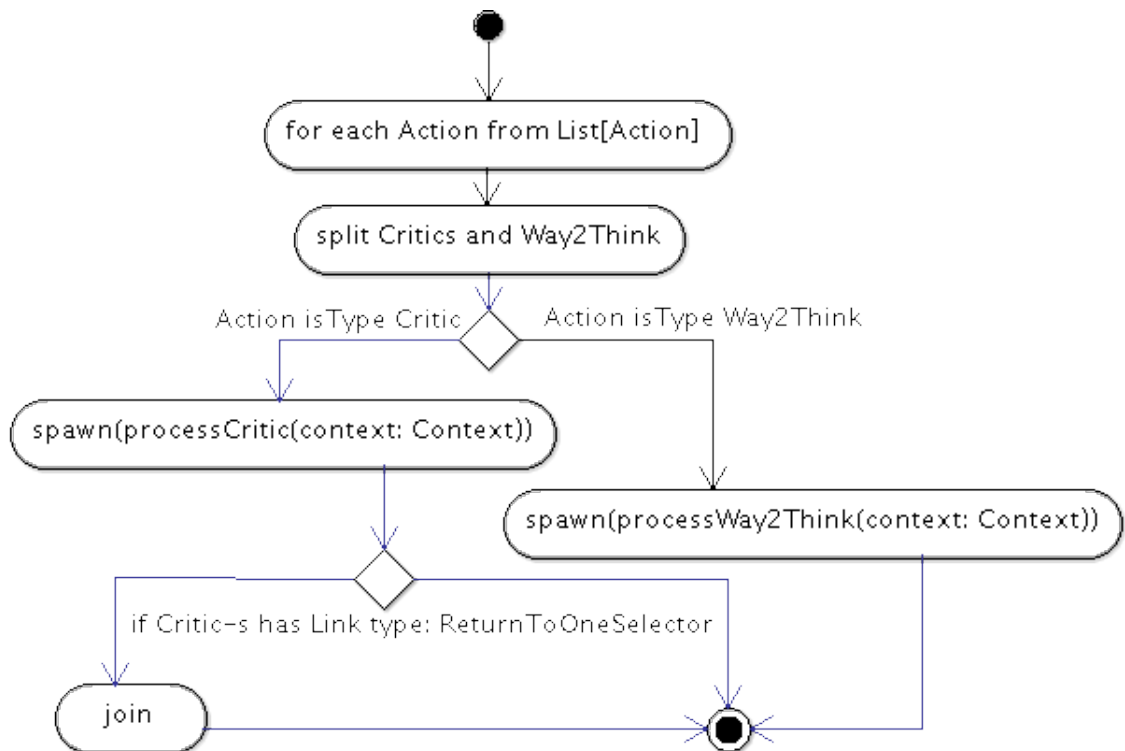 for each Action from List[Action]
split Critics and Way2Think
Action isType Critic
Action isType Way2Think
spawn(processCritic(context: Context))
spawn(processWay2Think(context: Context))
if Critic-s has Link type: ReturnToOneSelector
join